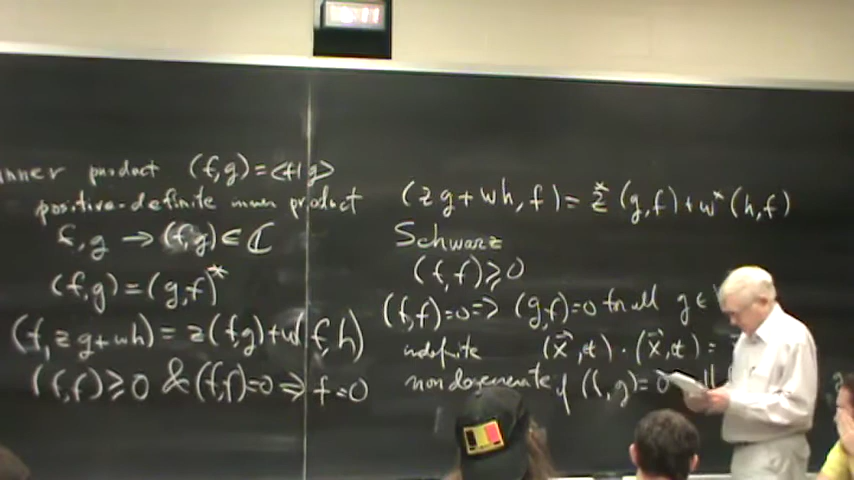 inner product (f,g)=<f|g>
positive-definite inner product
f,g → (f,g) ∈ ℂ
(f,g)=(g,f)*
(f, zg+wh)= z(f,g)+w(f,h)
(f,f)≥0 & (f,f)=0 ⇒ f=0
(zg+wh,f)= z*(g,f)+w*(h,f)
Schwarz
(f,f)≥0
(f,f)=0 => (g,f)=0 for all g ∈
indefinite (x⃗,t)·(x⃗,t)=
nondegenerate if (f,g)=0